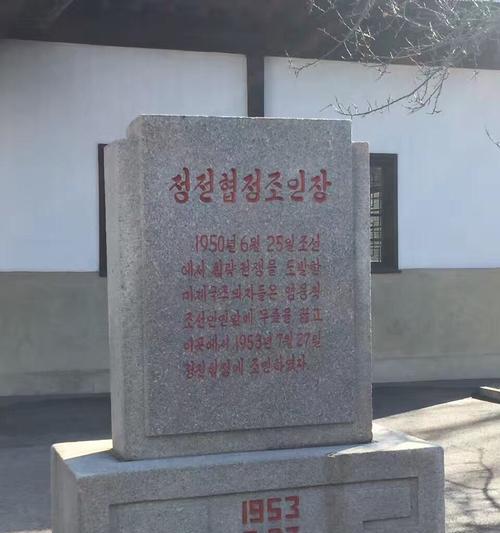 정전협정조인장
1950년 6월 25일 조선
에서 침략전쟁을 도발한
미제국주의자들은 영웅적
조선인민앞에 무릎을 꿇고
이곳에서 1953년 7월 27일
정전협정에 조인하였다.
1953
7.27